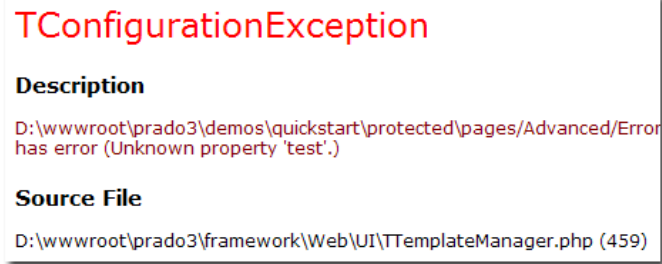 TConfigurationException
Description
D:\wwwroot\prado3\demos\quickstart\protected\pages/Advanced/Error
has error (Unknown property 'test'.)
Source File
D:\wwwroot\prado3\framework\Web\UI\TTemplateManager.php (459)